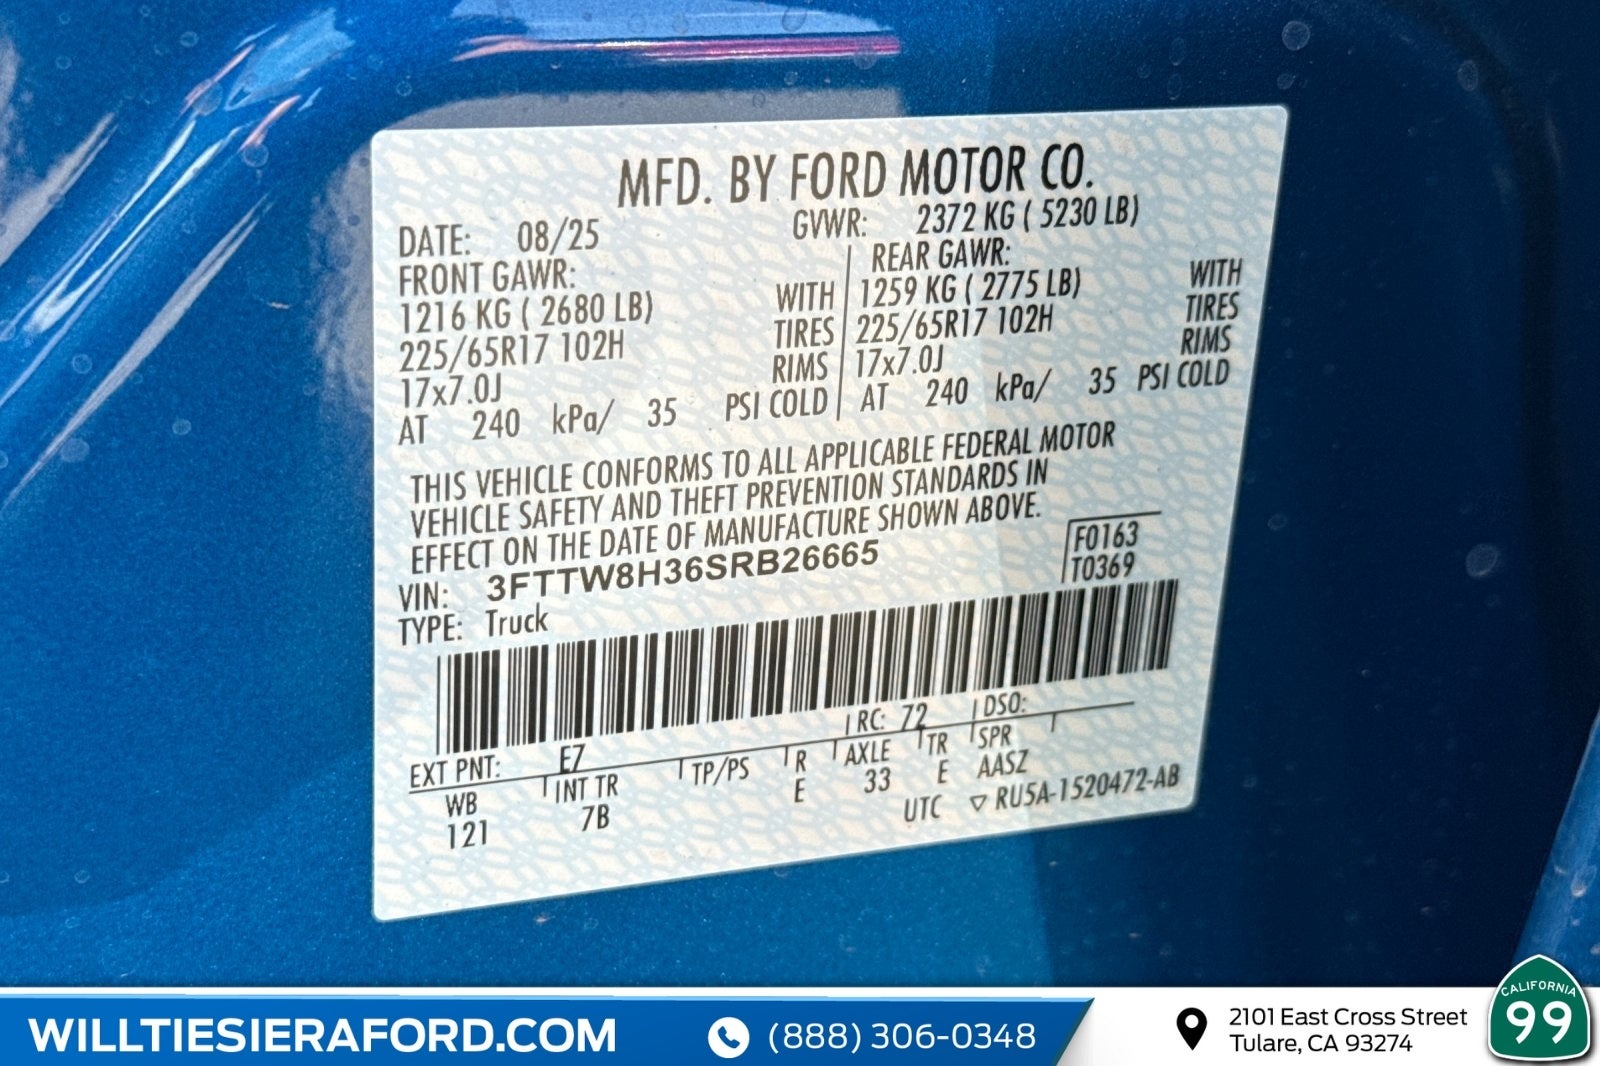 MFD. BY FORD MOTOR CO.
DATE: 08/25 GVWR: 2372 KG ( 5230 LB)
FRONT GAWR: REAR GAWR:
1216 KG ( 2680 LB) WITH 1259 KG ( 2775 LB) WITH
225/65R17 102H TIRES 225/65R17 102H TIRES
17x7.0J RIMS 17x7.0J RIMS
AT 240 kPa/ 35 PSI COLD AT 240 kPa/ 35 PSI COLD
THIS VEHICLE CONFORMS TO ALL APPLICABLE FEDERAL MOTOR
VEHICLE SAFETY AND THEFT PREVENTION STANDARDS IN
EFFECT ON THE DATE OF MANUFACTURE SHOWN ABOVE.
VIN: 3FTTW8H36SRB26665 F0163
TYPE: Truck T0369
EXT PNT: E7 RC: 72 DSO:
WB INT TR TP/PS R AXLE TR SPR
121 7B E 33 E AASZ
UTC ▽ RU5A-1520472-AB
WILLTIESIERAFORD.COM
(888) 306-0348
2101 East Cross Street
Tulare, CA 93274
CALIFORNIA
99